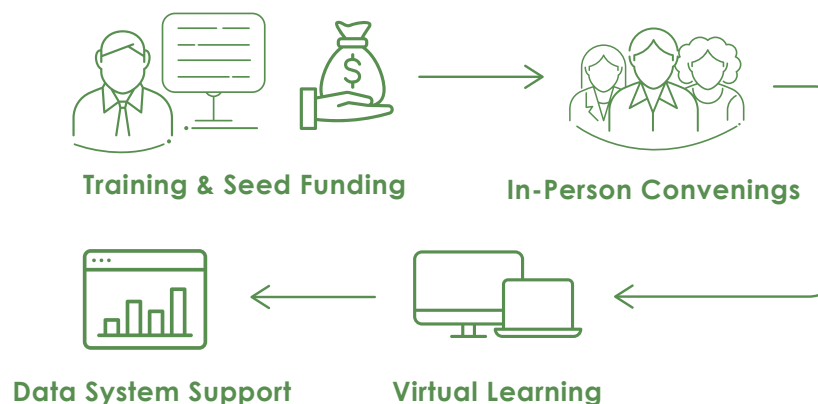 $
Training & Seed Funding
In-Person Convenings
Data System Support
Virtual Learning